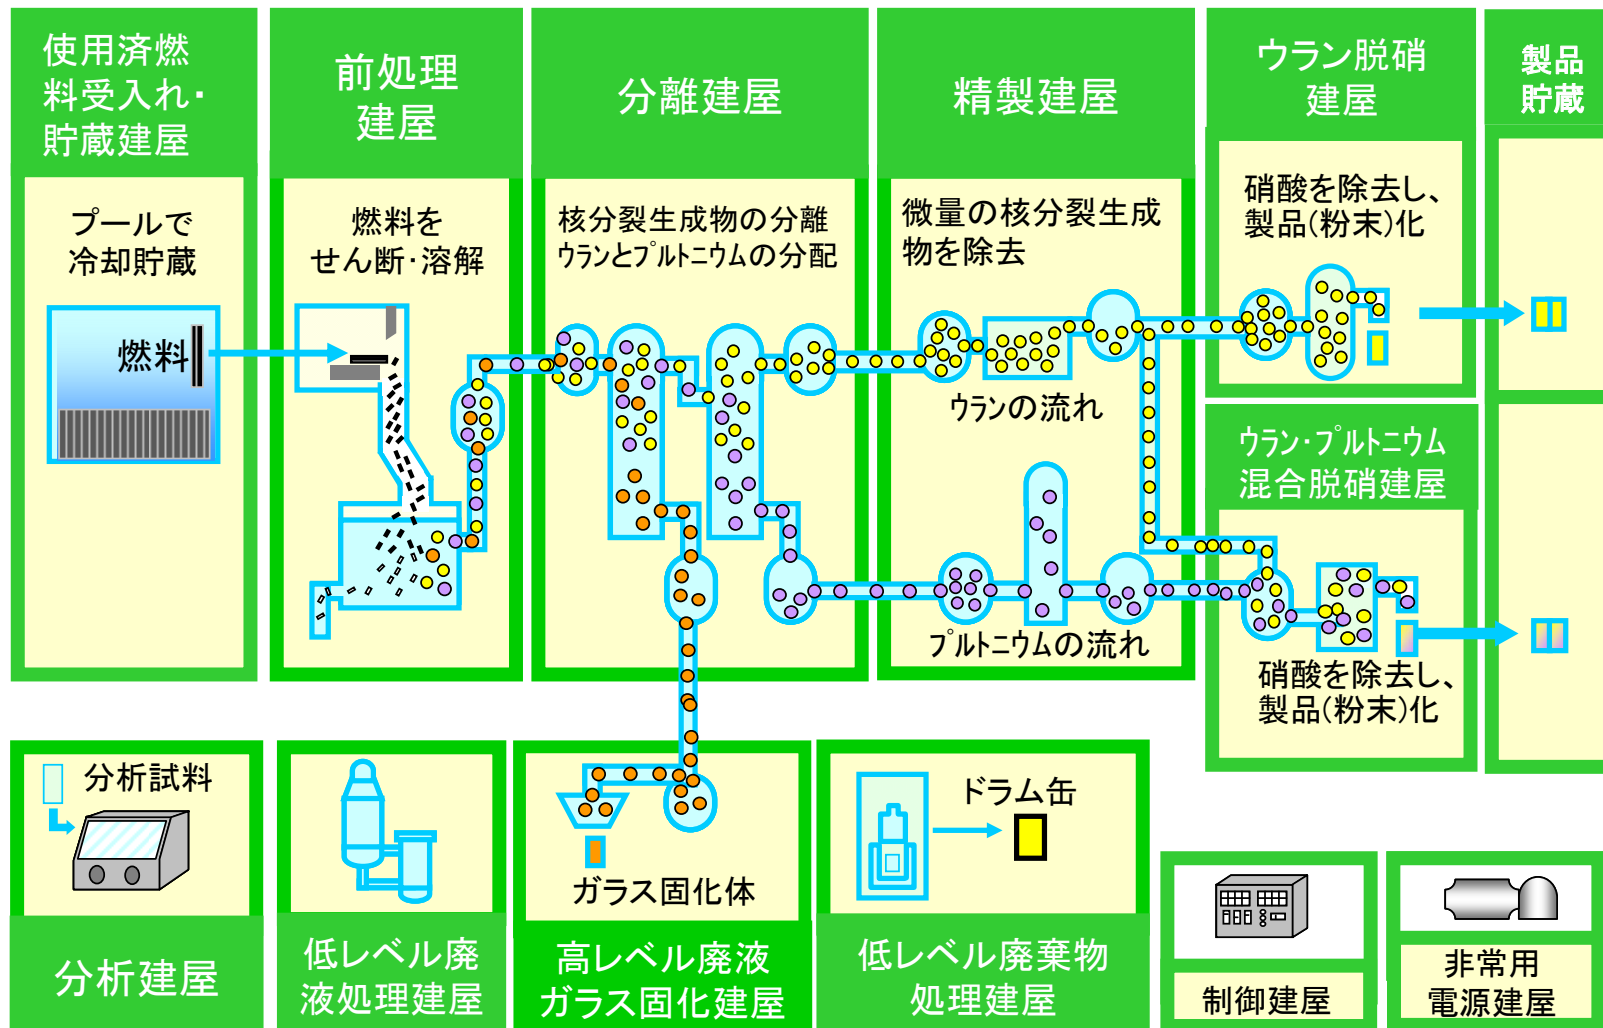 使用済燃
料受入れ・
貯蔵建屋
前処理
建屋
分離建屋
精製建屋
ウラン脱硝
建屋
製品
貯蔵
プールで
冷却貯蔵
燃料
燃料を
せん断・溶解
核分裂生成物の分離
ウランとプルトニウムの分配
微量の核分裂生成
物を除去
ウランの流れ
プルトニウムの流れ
硝酸を除去し、
製品(粉末)化
ウラン・プルトニウム
混合脱硝建屋
硝酸を除去し、
製品(粉末)化
分析試料
分析建屋
低レベル廃
液処理建屋
ガラス固化体
高レベル廃液
ガラス固化建屋
ドラム缶
低レベル廃棄物
処理建屋
制御建屋
非常用
電源建屋